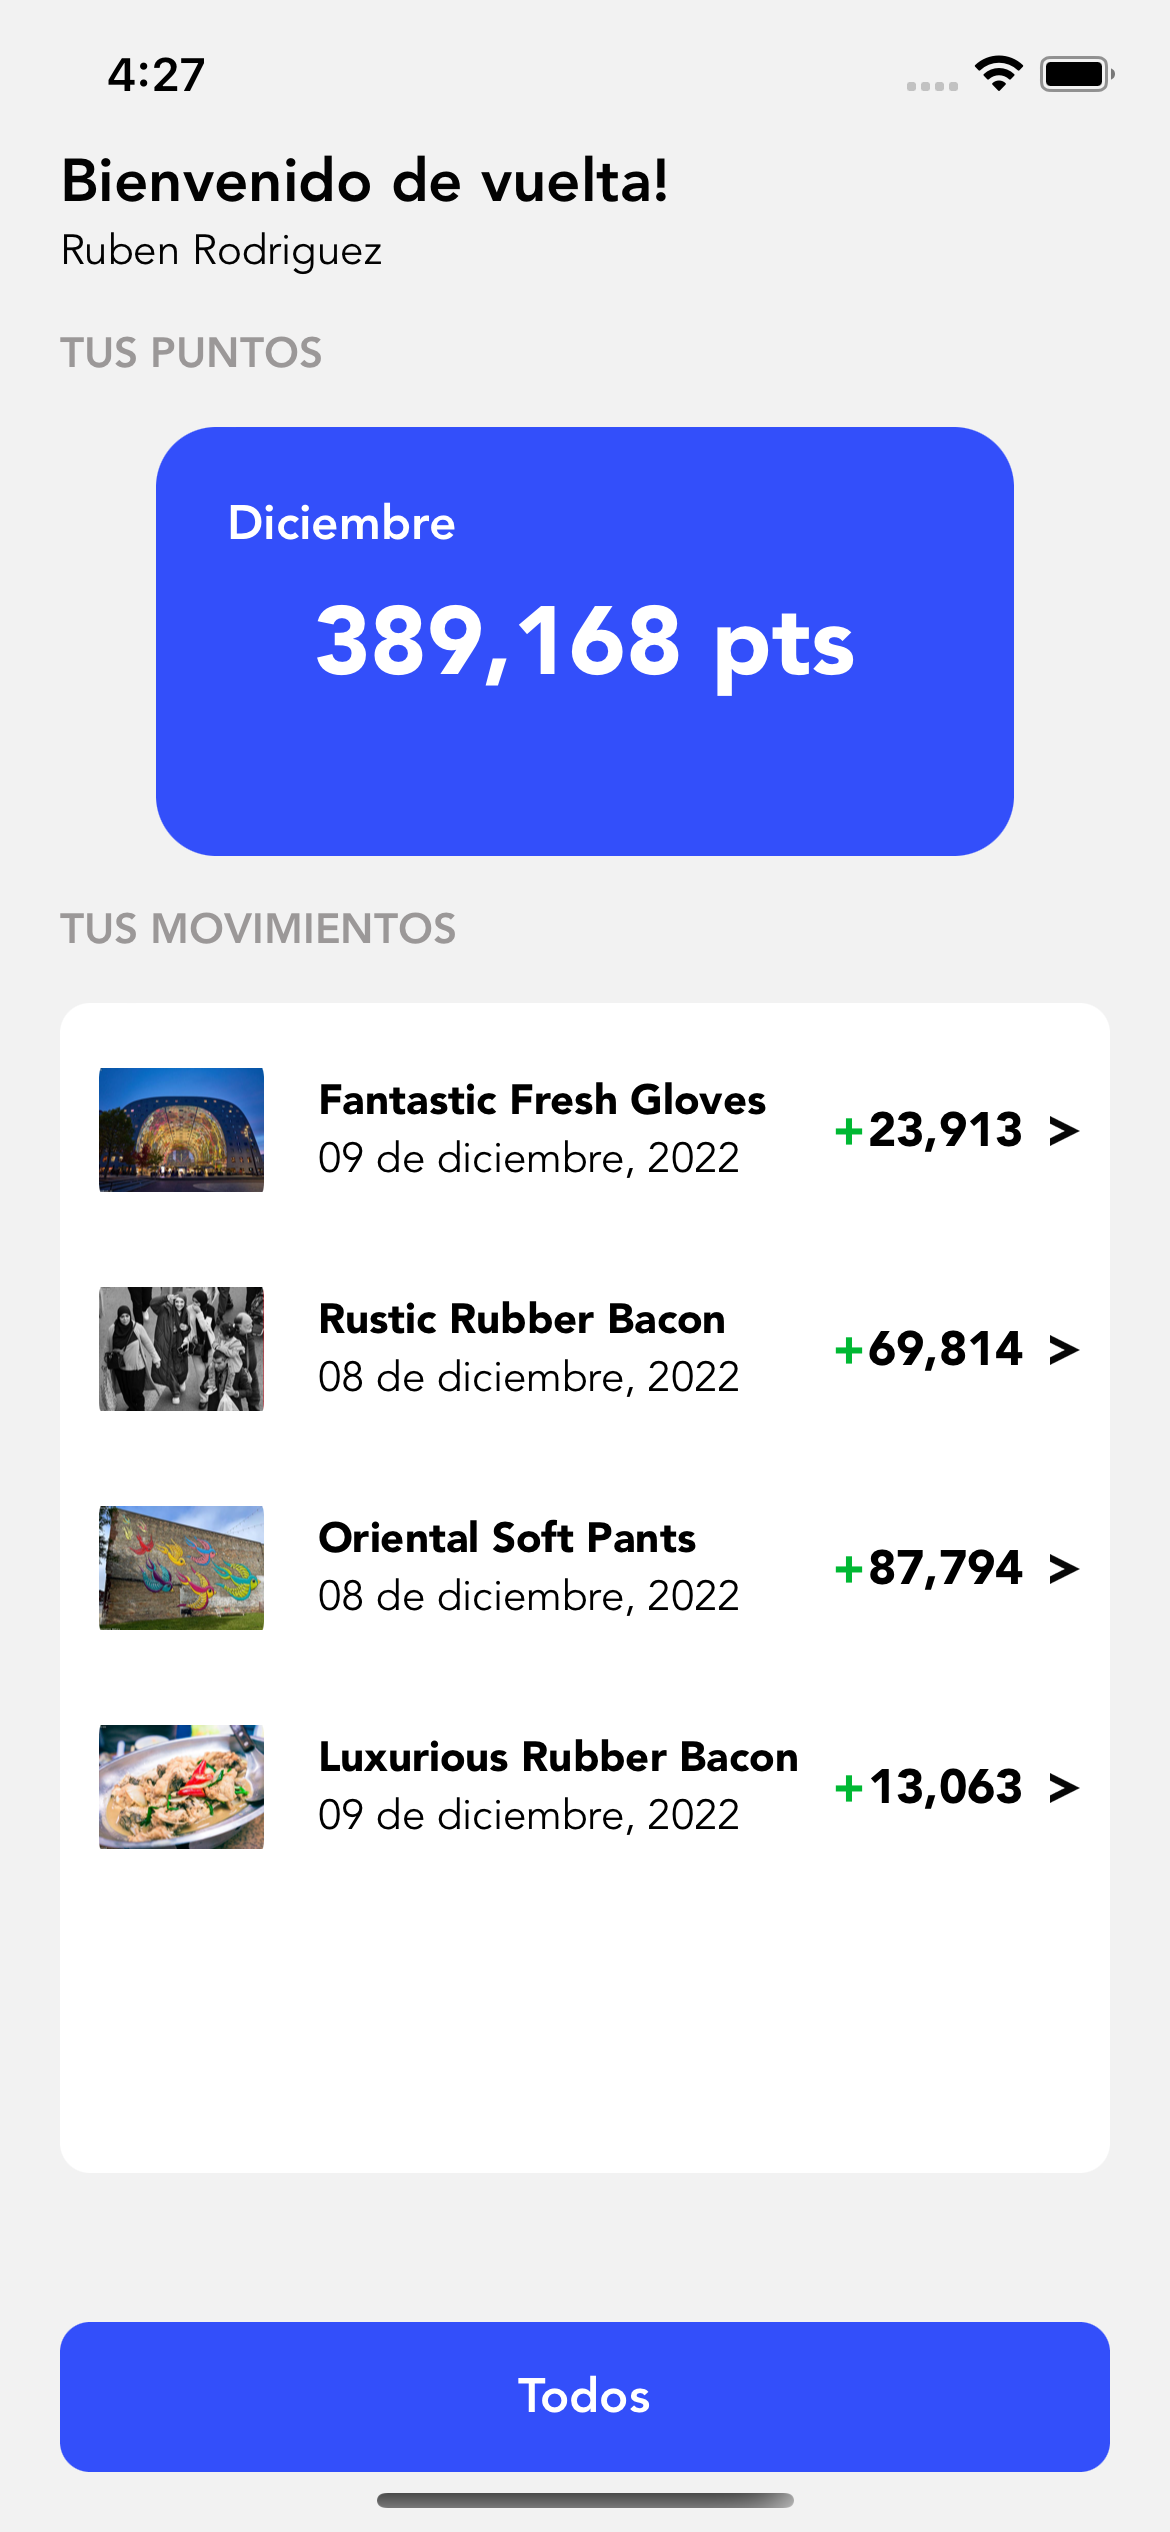 4:27
Bienvenido de vuelta!
Ruben Rodriguez
TUS PUNTOS
Diciembre
389,168 pts
TUS MOVIMIENTOS
Fantastic Fresh Gloves
09 de diciembre, 2022
+23,913 >
Rustic Rubber Bacon
08 de diciembre, 2022
+69,814 >
Oriental Soft Pants
08 de diciembre, 2022
+87,794 >
Luxurious Rubber Bacon
09 de diciembre, 2022
+13,063 >
Todos